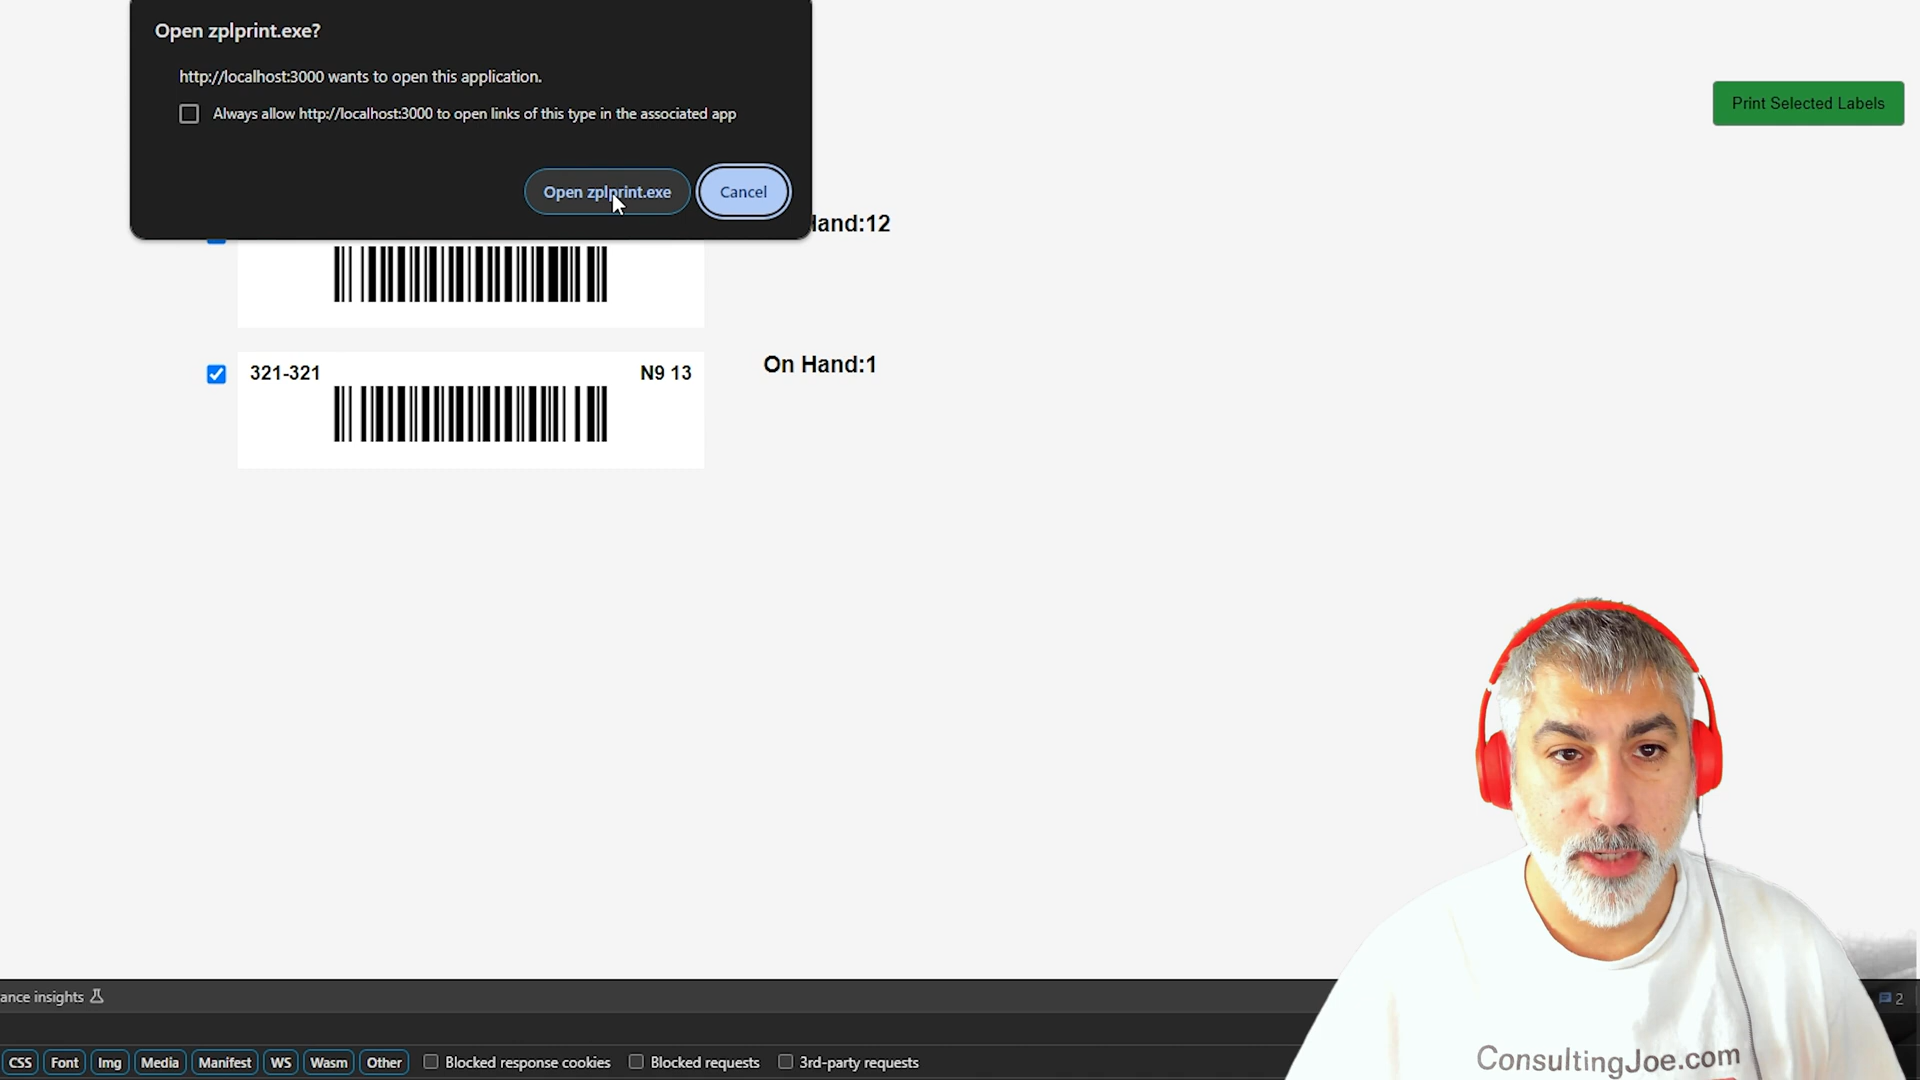 Open zplprint.exe?
http://localhost:3000 wants to open this application.
Always allow http://localhost:3000 to open links of this type in the associated app
Open zplprint.exe Cancel
Print Selected Labels
Hand:12
321-321 N9 13 On Hand:1
ance insights 2
CSS Font Img Media Manifest WS Wasm Other Blocked response cookies Blocked requests 3rd-party requests
ConsultingJoe.com